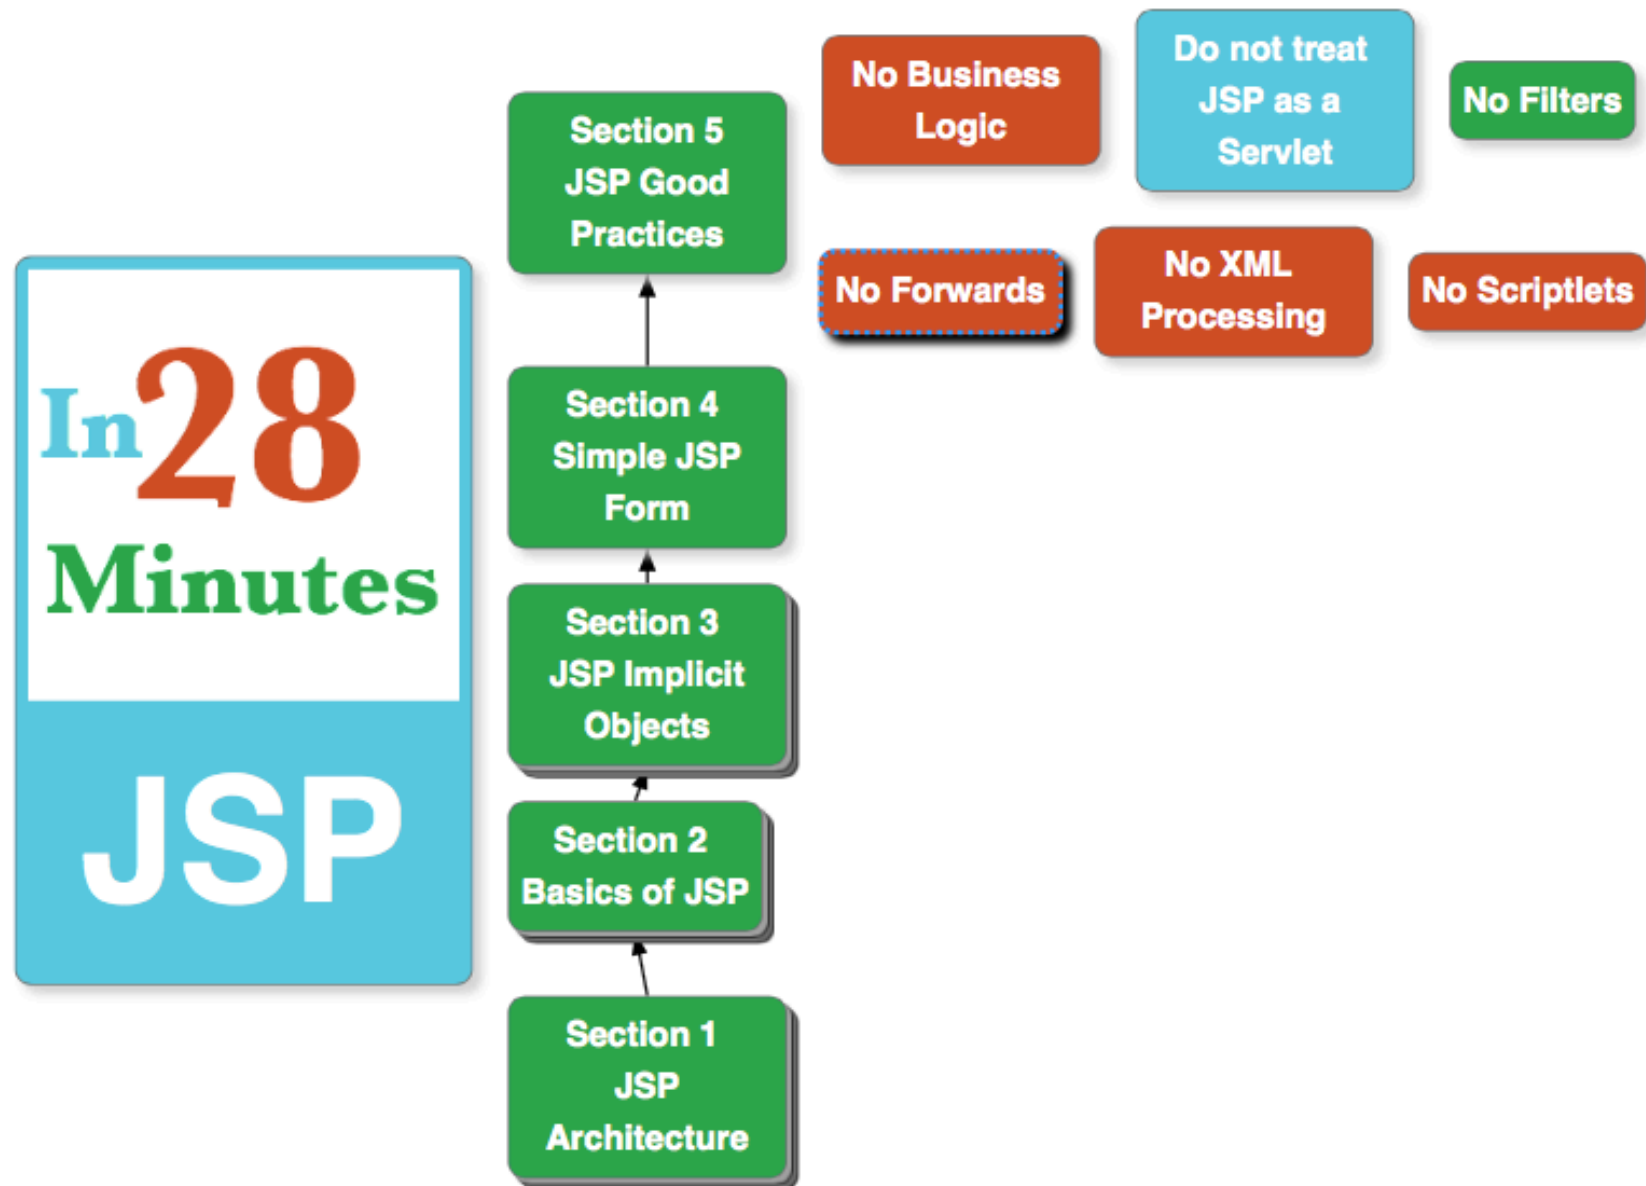 In 28
Minutes
JSP
Section 5
JSP Good
Practices
Section 4
Simple JSP
Form
Section 3
JSP Implicit
Objects
Section 2
Basics of JSP
Section 1
JSP
Architecture
No Business
Logic
Do not treat
JSP as a
Servlet
No Filters
No Forwards
No XML
Processing
No Scriptlets